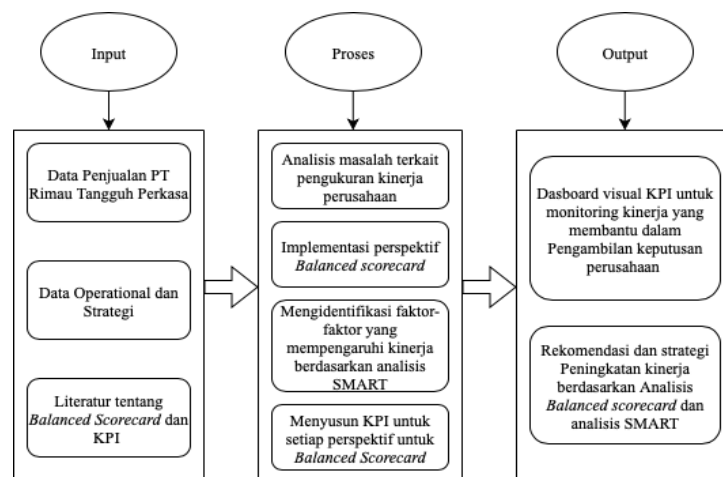 Input
Proses
Output
Data Penjualan PT
Rimau Tangguh Perkasa
Data Operational dan
Strategi
Literatur tentang
Balanced Scorecard dan
KPI
Analisis masalah terkait
pengukuran kinerja
perusahaan
Implementasi perspektif
Balanced scorecard
Mengidentifikasi faktor-
faktor yang
mempengaruhi kinerja
berdasarkan analisis
SMART
Menyusun KPI untuk
setiap perspektif untuk
Balanced Scorecard
Dasboard visual KPI untuk
monitoring kinerja yang
membantu dalam
Pengambilan keputusan
perusahaan
Rekomendasi dan strategi
Peningkatan kinerja
berdasarkan Analisis
Balanced scorecard dan
analisis SMART